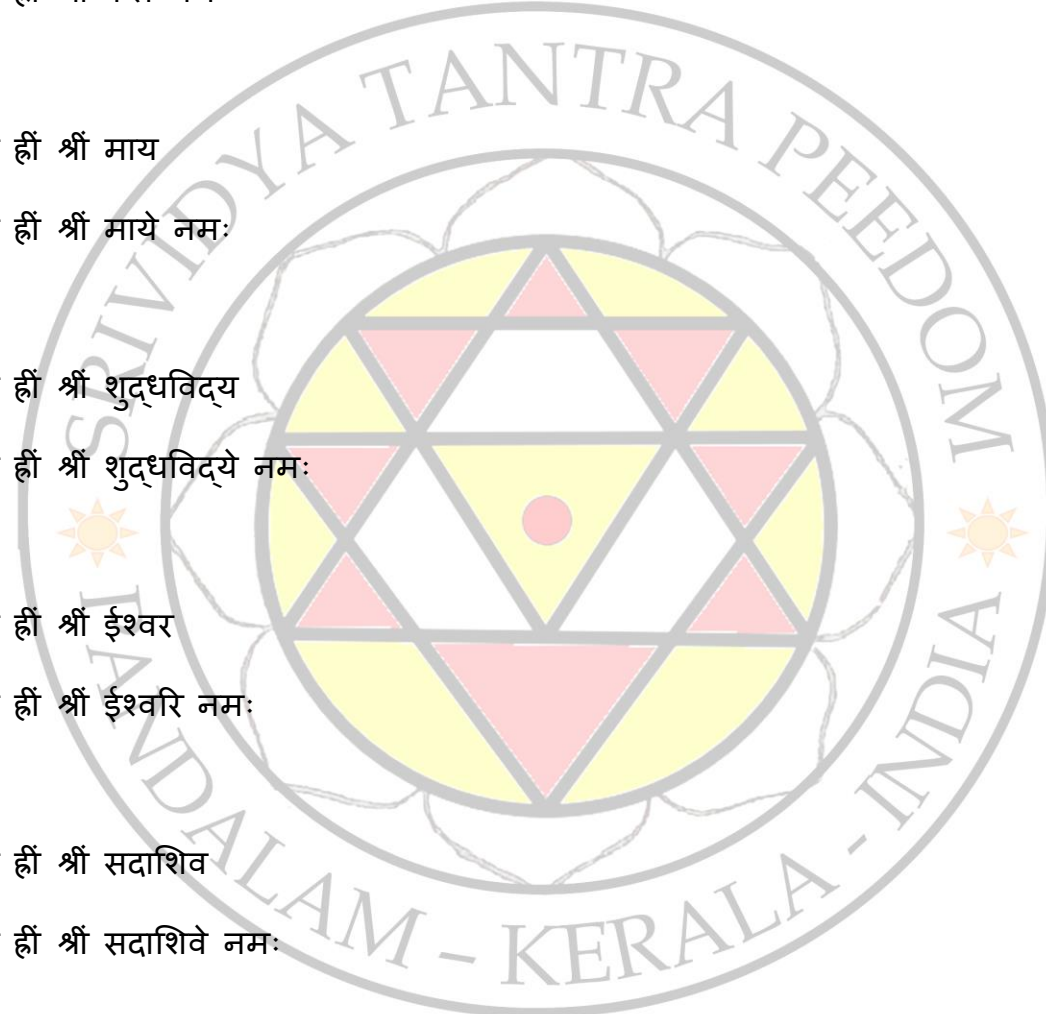 ह्रीं श्रीं माय
ह्रीं श्रीं माये नमः
ह्रीं श्रीं शुद्धविद्य
ह्रीं श्रीं शुद्धविद्ये नमः
ह्रीं श्रीं ईश्वर
ह्रीं श्रीं ईश्वरि नमः
ह्रीं श्रीं सदाशिव
ह्रीं श्रीं सदाशिवे नमः
SRIVIDYA TANTRA PEEDOM
PANDALAM - KERALA - INDIA